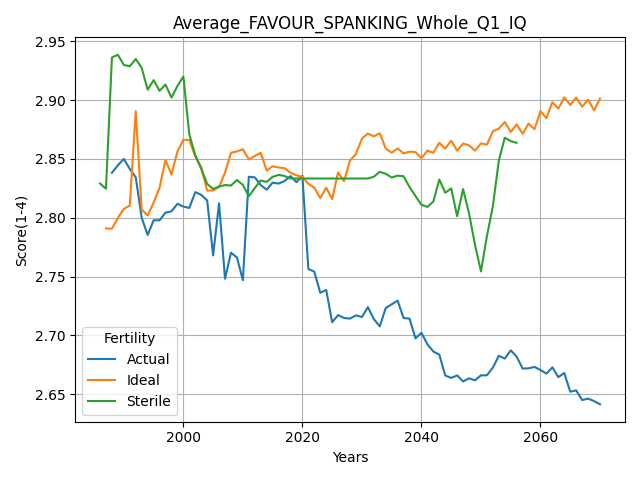 Average_FAVOUR_SPANKING_Whole_Q1_IQ
Score(1-4)
2.95
2.90
2.85
2.80
2.75
2.70
2.65
Fertility
Actual
Ideal
Sterile
2000
2020
2040
2060
Years